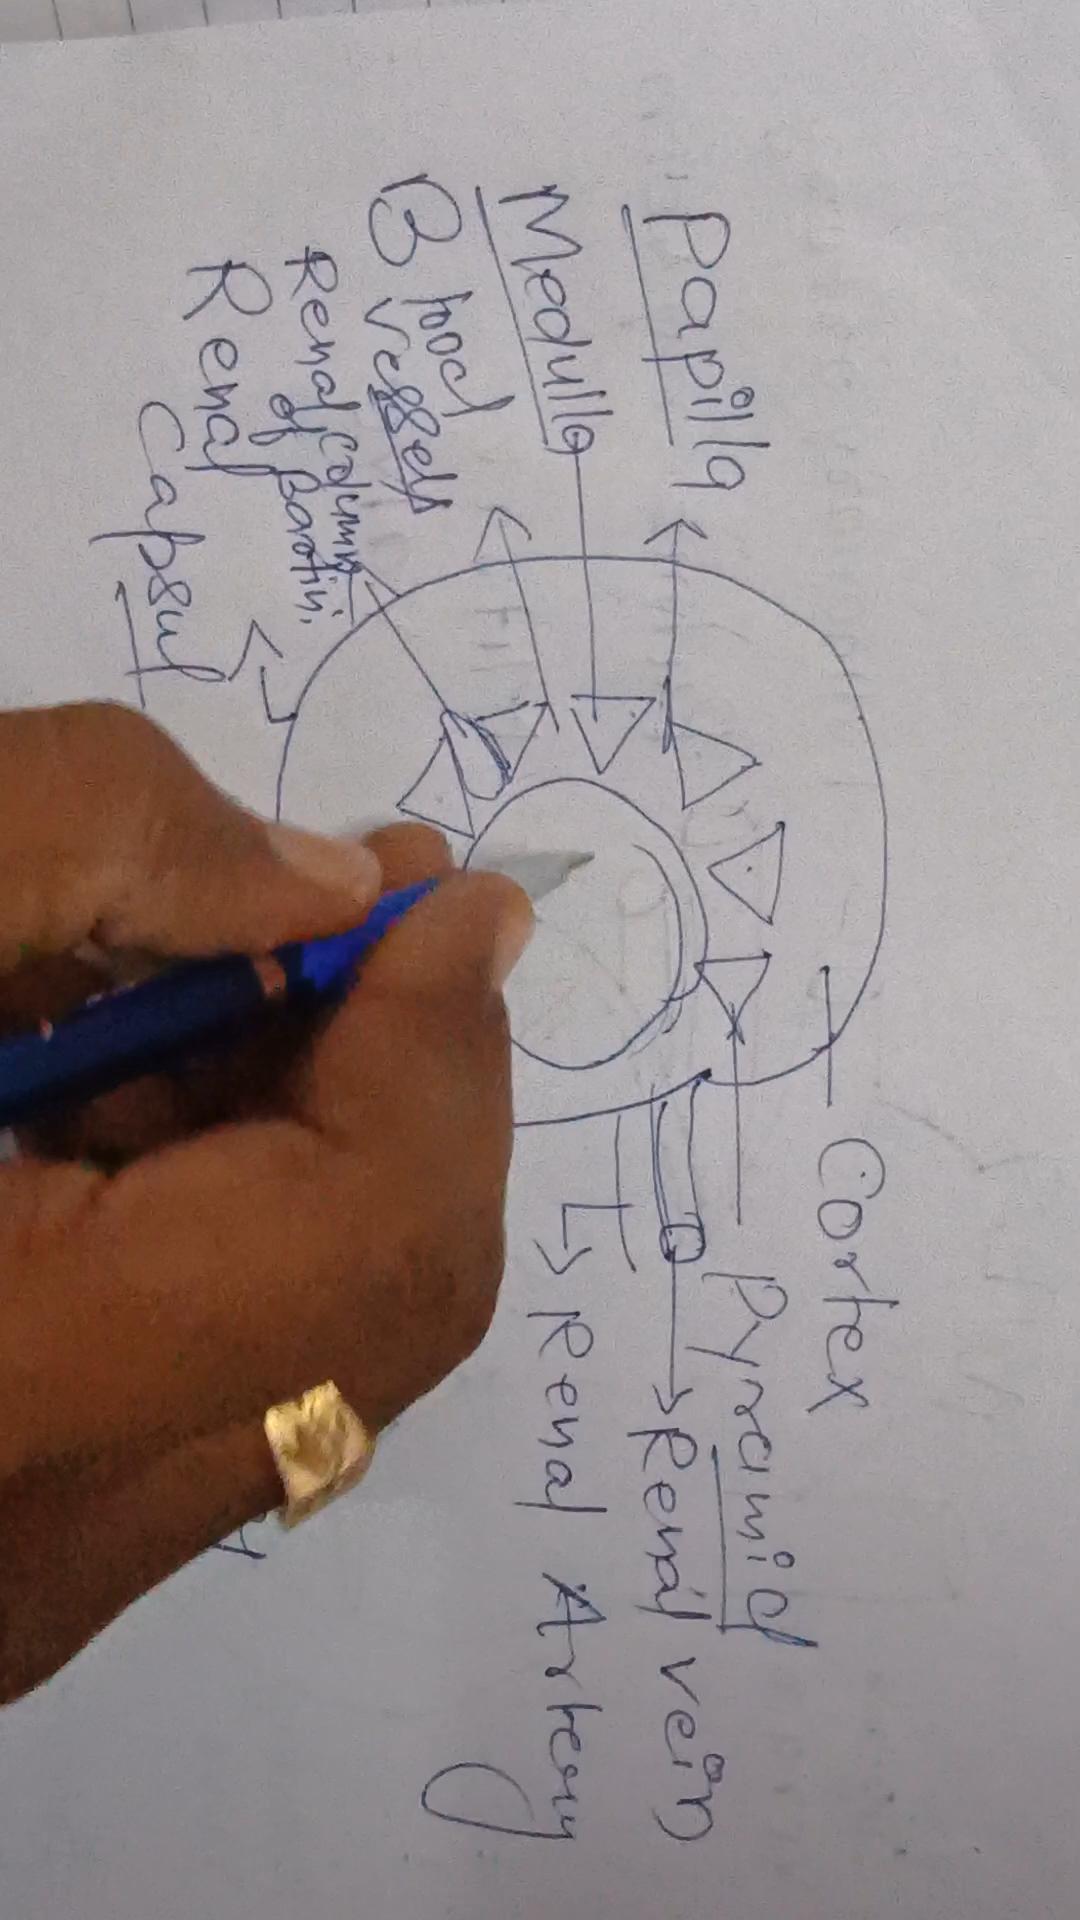 Cortex
Papilla
Pyramid
Medulla
Renal vein
Blood
vessels
Renal Artery
Renal column
of Bartini.
Renal
Capsul